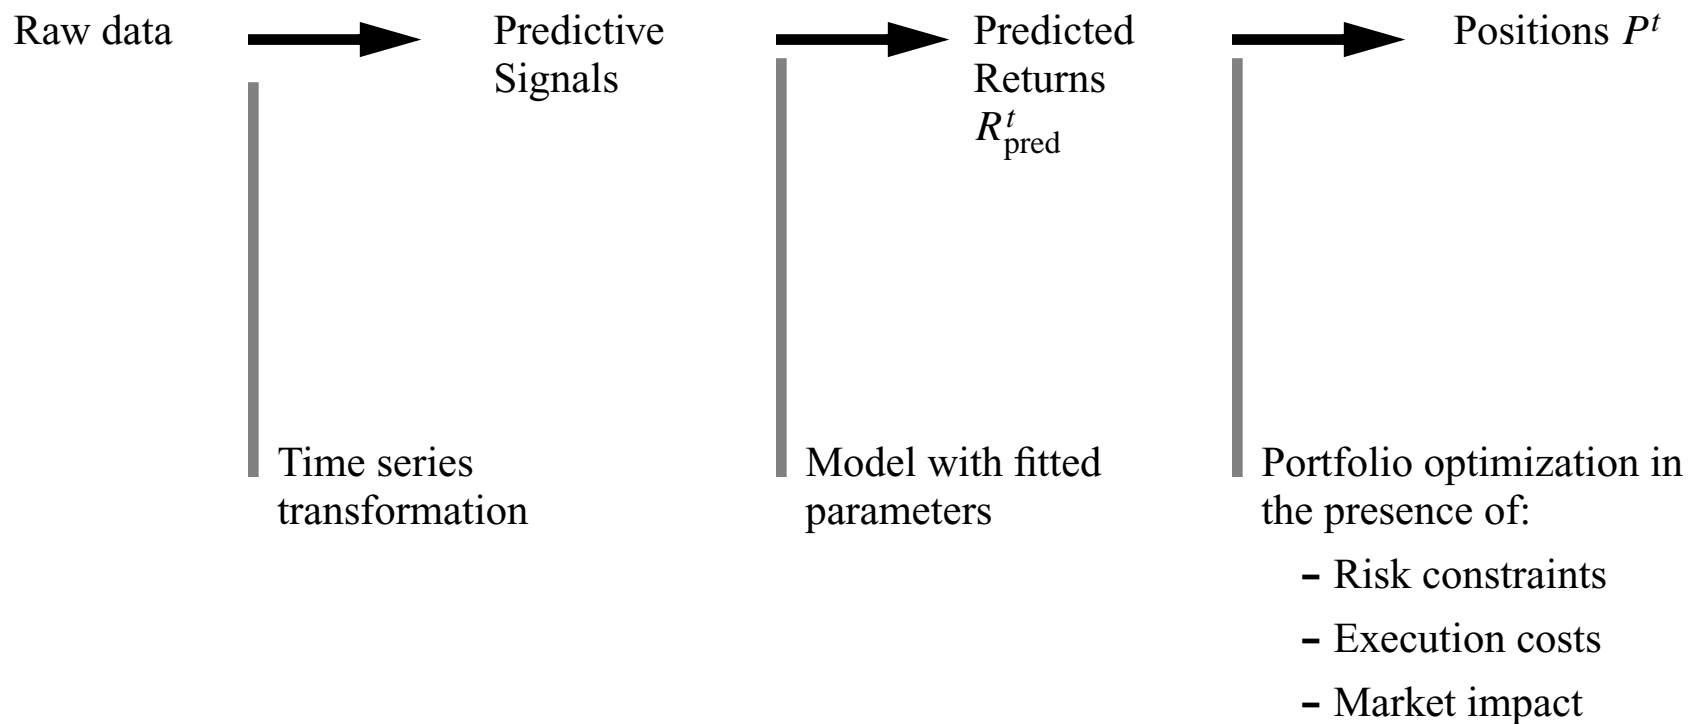 Raw data
Predictive
Signals
Predicted
Returns
R^t_pred
Positions P^t
Time series
transformation
Model with fitted
parameters
Portfolio optimization in
the presence of:
- Risk constraints
- Execution costs
- Market impact